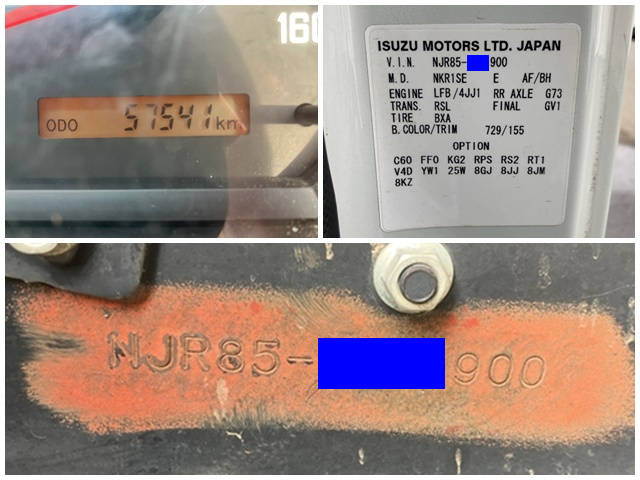 160
ODO 57541km
ISUZU MOTORS LTD. JAPAN
V.I.N. NJR85- 900
M.D. NKR1SE E AF/BH
ENGINE LFB/4JJ1 RR AXLE G73
TRANS. RSL FINAL GV1
TIRE BXA
B.COLOR/TRIM 729/155
OPTION
C60 FF0 KG2 RPS RS2 RT1
V4D YW1 25W 8GJ 8JJ 8JM
8KZ
NJR85- 900